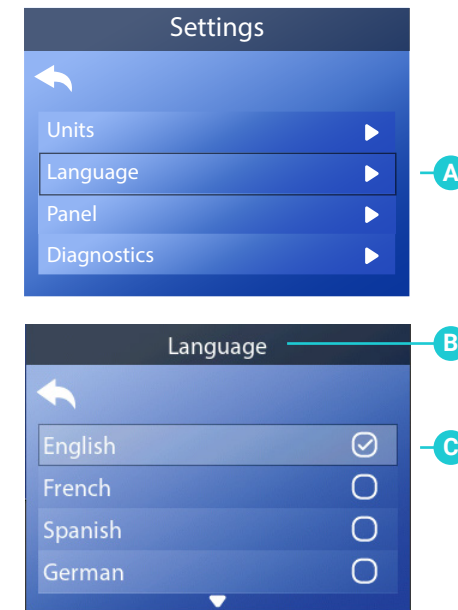 Settings
Units
Language
A
Panel
Diagnostics
Language
B
English
C
French
Spanish
German